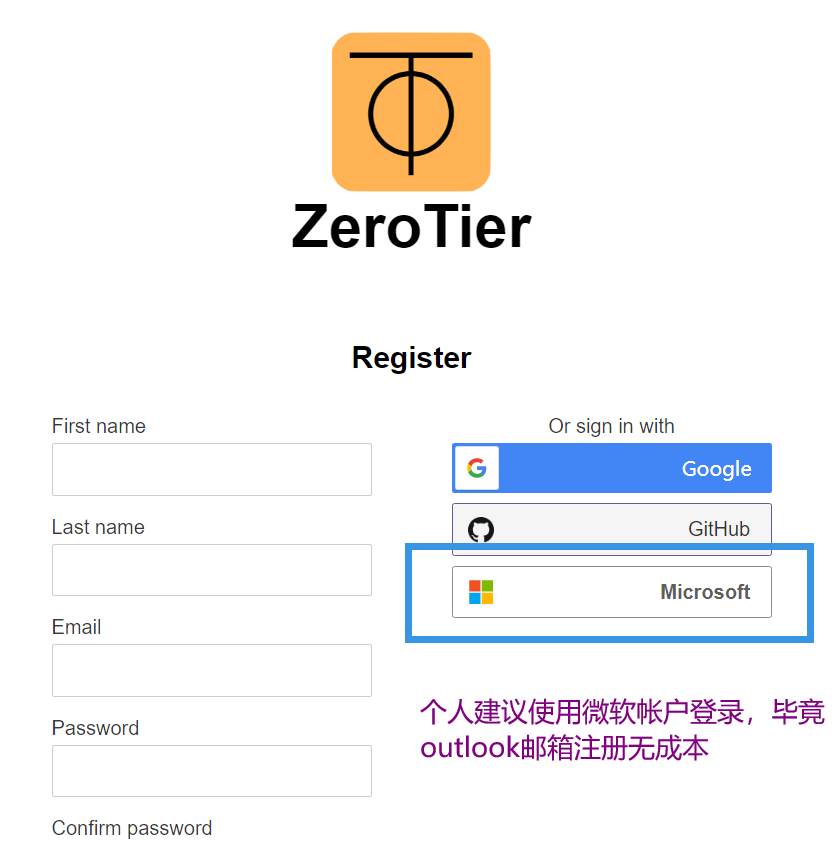 ZeroTier
Register
First name
Last name
Email
Password
Confirm password
Or sign in with
Google
GitHub
Microsoft
个人建议使用微软帐户登录，毕竟
outlook邮箱注册无成本